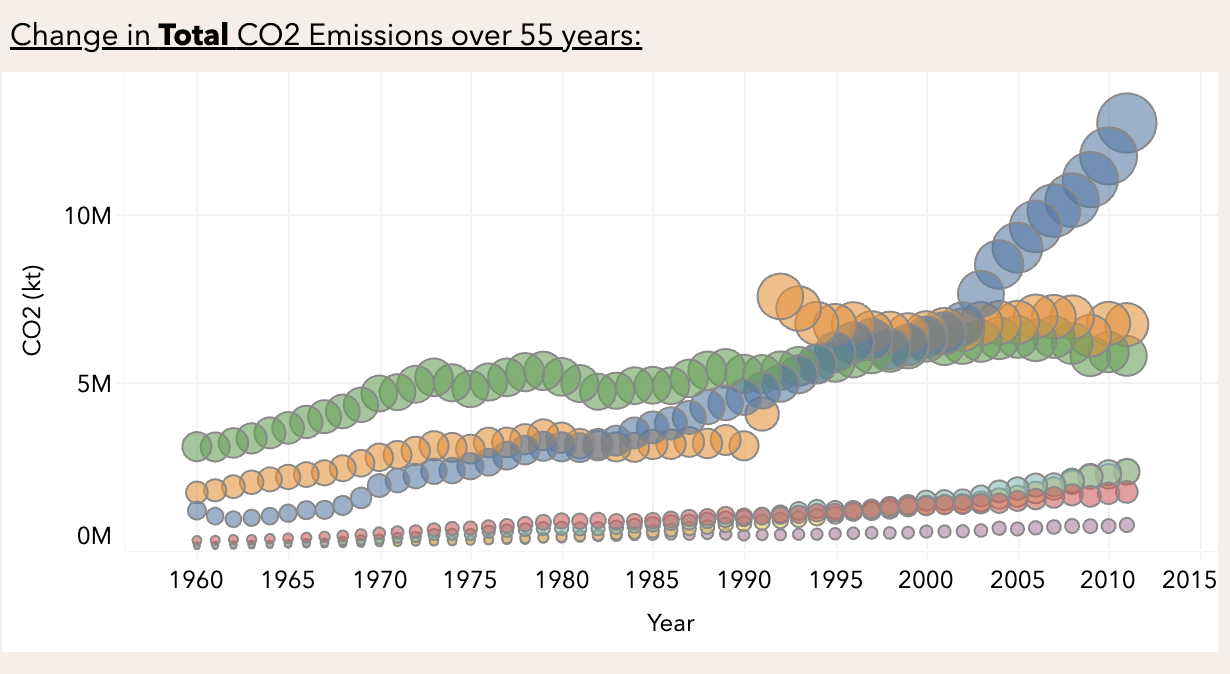 Change in Total CO2 Emissions over 55 years:
10M
5M
0M
CO2 (kt)
1960 1965 1970 1975 1980 1985 1990 1995 2000 2005 2010 2015
Year